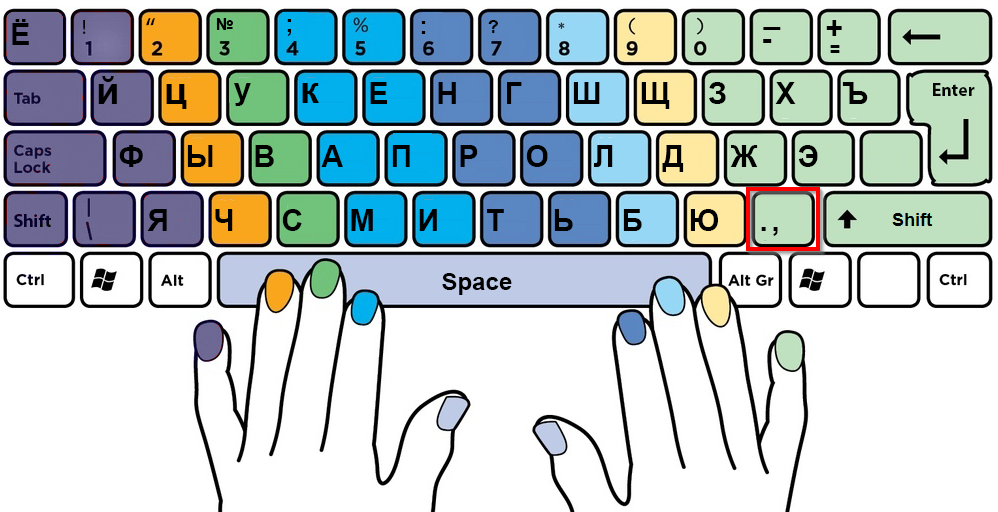 Ё ! 1 “ 2 № 3 ; 4 % 5 : 6 ? 7 * 8 ( 9 ) 0 — - + =
Tab Й Ц У К Е Н Г Ш Щ З Х Ъ Enter
Caps Lock Ф Ы В А П Р О Л Д Ж Э
Shift | \ Я Ч С М И Т Ь Б Ю . , Shift
Ctrl Alt Space Alt Gr Ctrl